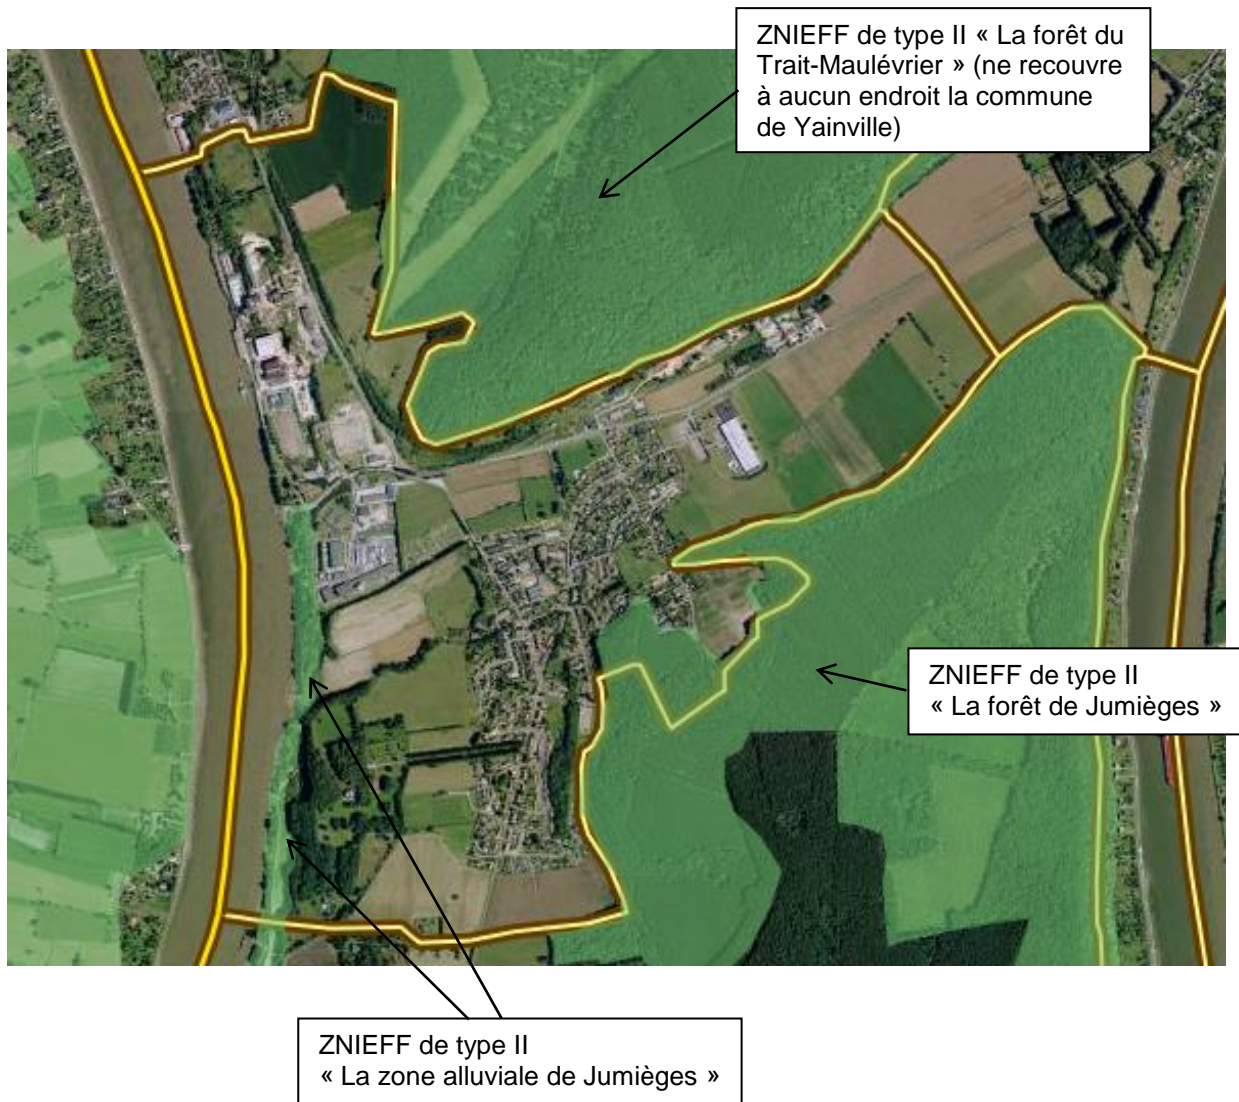 ZNIEFF de type II « La forêt du
Trait-Maulévrier » (ne recouvre
à aucun endroit la commune
de Yainville)
ZNIEFF de type II
« La forêt de Jumièges »
ZNIEFF de type II
« La zone alluviale de Jumièges »